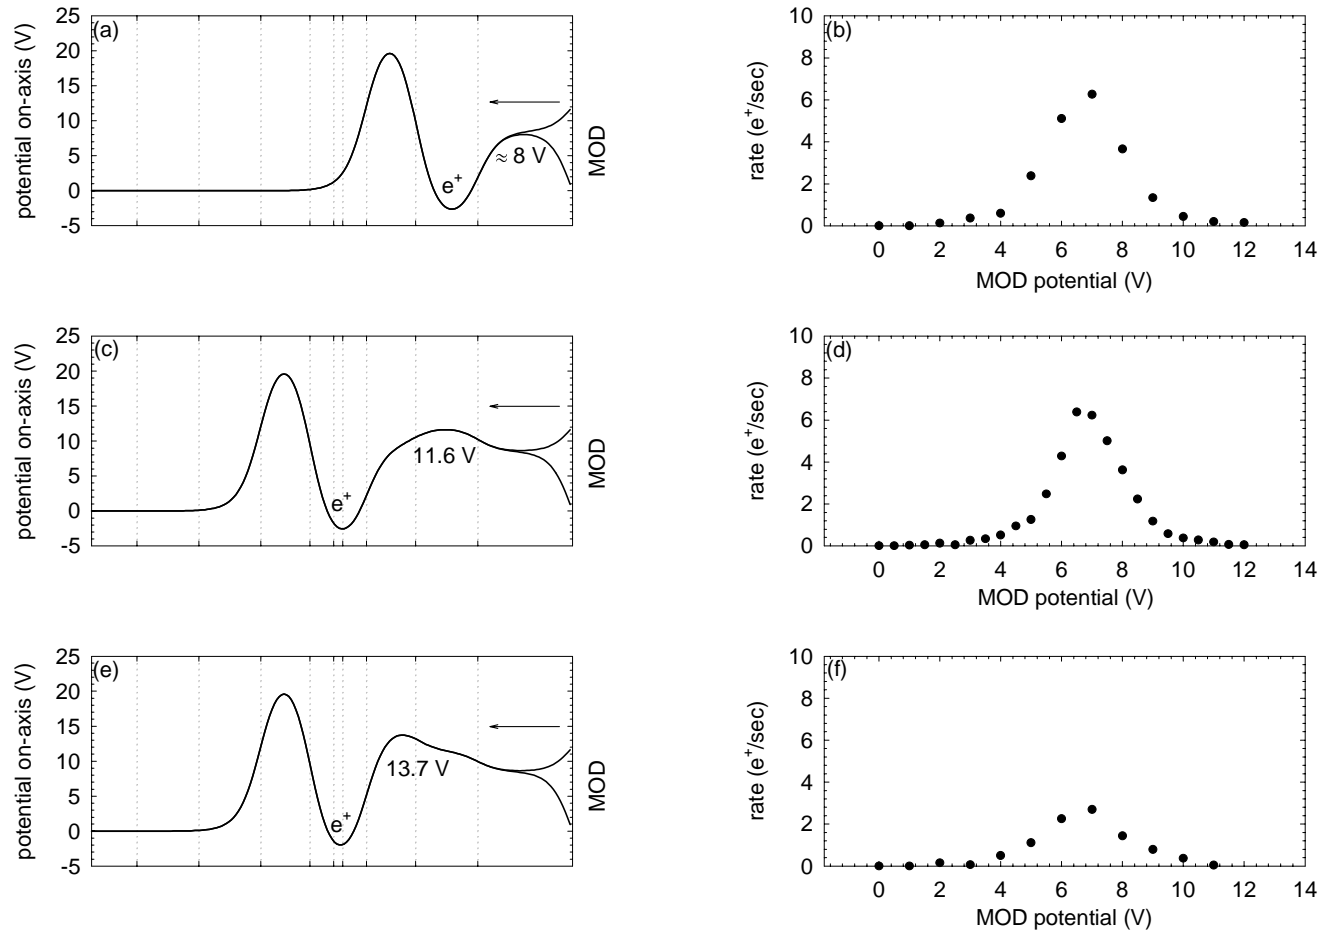 (a)
potential on-axis (V)
25
20
15
10
5
0
-5
e+
≈ 8 V
MOD
(b)
rate (e+/sec)
10
8
6
4
2
0
0 2 4 6 8 10 12 14
MOD potential (V)
(c)
potential on-axis (V)
25
20
15
10
5
0
-5
e+
11.6 V
MOD
(d)
rate (e+/sec)
10
8
6
4
2
0
0 2 4 6 8 10 12 14
MOD potential (V)
(e)
potential on-axis (V)
25
20
15
10
5
0
-5
e+
13.7 V
MOD
(f)
rate (e+/sec)
10
8
6
4
2
0
0 2 4 6 8 10 12 14
MOD potential (V)